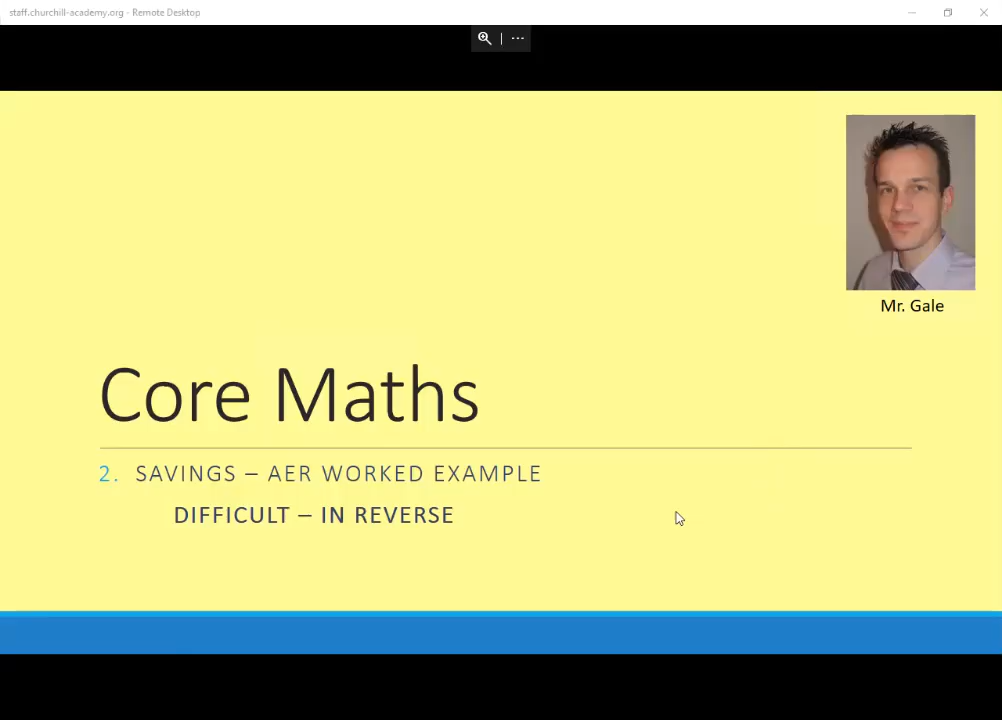 staff.churchill-academy.org - Remote Desktop
Mr. Gale
Core Maths
2. SAVINGS – AER WORKED EXAMPLE
DIFFICULT – IN REVERSE